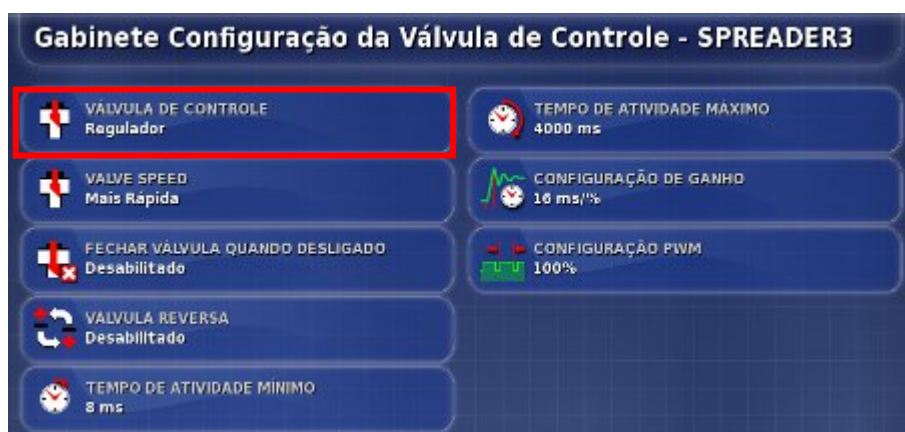 Gabinete Configuração da Válvula de Controle - SPREADER3
VÁLVULA DE CONTROLE
Regulador
VALVE SPEED
Mais Rápida
FECHAR VÁLVULA QUANDO DESLIGADO
Desabilitado
VÁLVULA REVERSA
Desabilitado
TEMPO DE ATIVIDADE MÍNIMO
8 ms
TEMPO DE ATIVIDADE MÁXIMO
4000 ms
CONFIGURAÇÃO DE GANHO
16 ms/%
CONFIGURAÇÃO PWM
100%